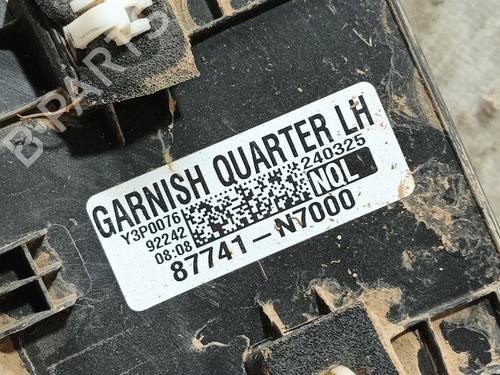 GARNISH QUARTER LH
Y3P0076
240325
92242
NQL
08:08
87741-N7000
B PARTS